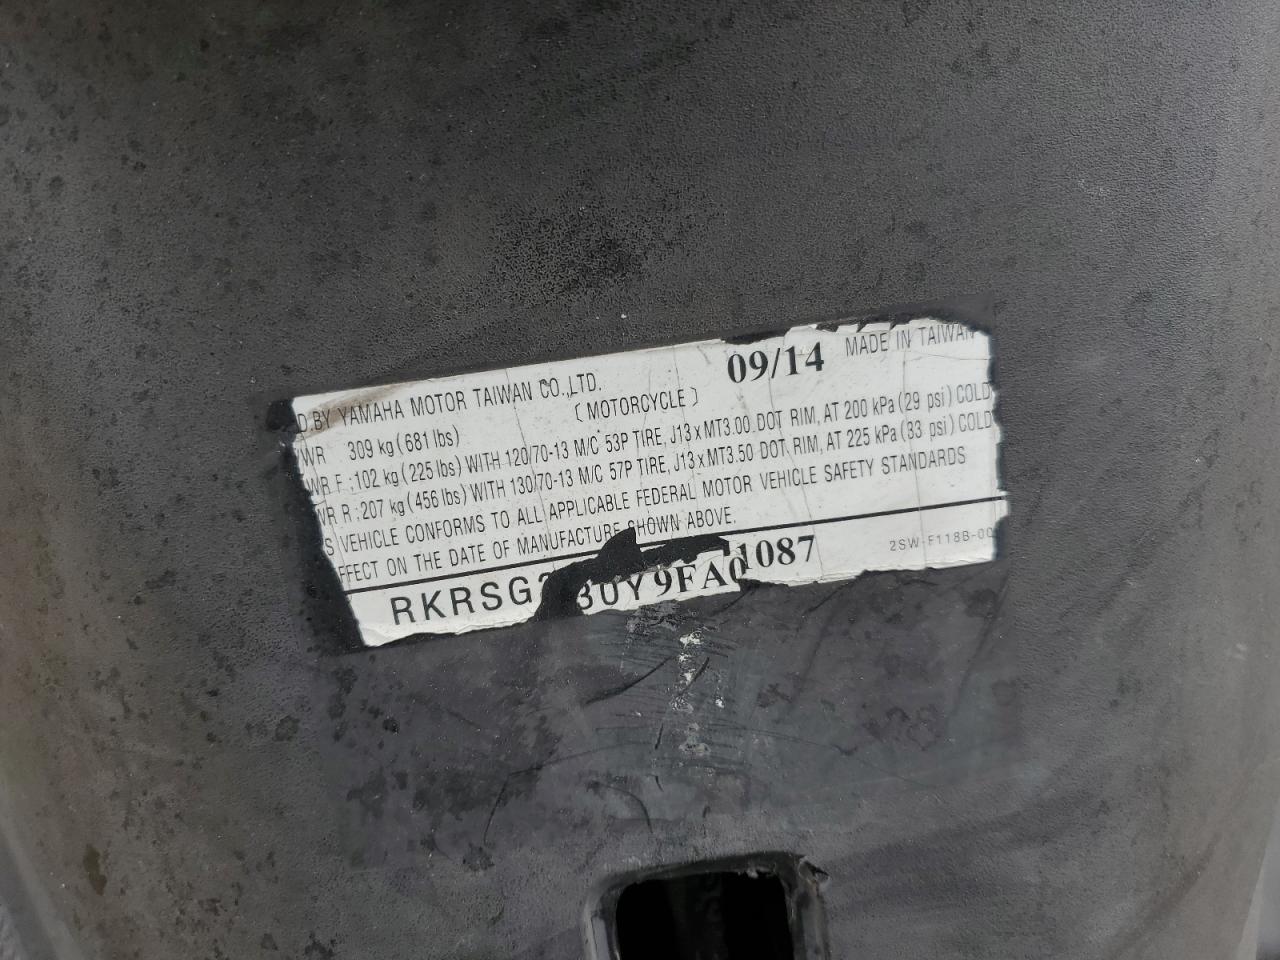 D.BY YAMAHA MOTOR TAIWAN CO.,LTD. 09/14 MADE IN TAIWAN
WR 309 kg (681 lbs) [ MOTORCYCLE ]
WR F : 102 kg (225 lbs) WITH 120/70-13 M/C 53P TIRE, J13 x MT3.00 DOT RIM, AT 200 kPa (29 psi) COLD
WR R : 207 kg (456 lbs) WITH 130/70-13 M/C 57P TIRE, J13 x MT3.50 DOT RIM, AT 225 kPa (33 psi) COLD
S VEHICLE CONFORMS TO ALL APPLICABLE FEDERAL MOTOR VEHICLE SAFETY STANDARDS
FFECT ON THE DATE OF MANUFACTURE SHOWN ABOVE.
RKRSG 0Y9FA01087 2SW-F118B-00